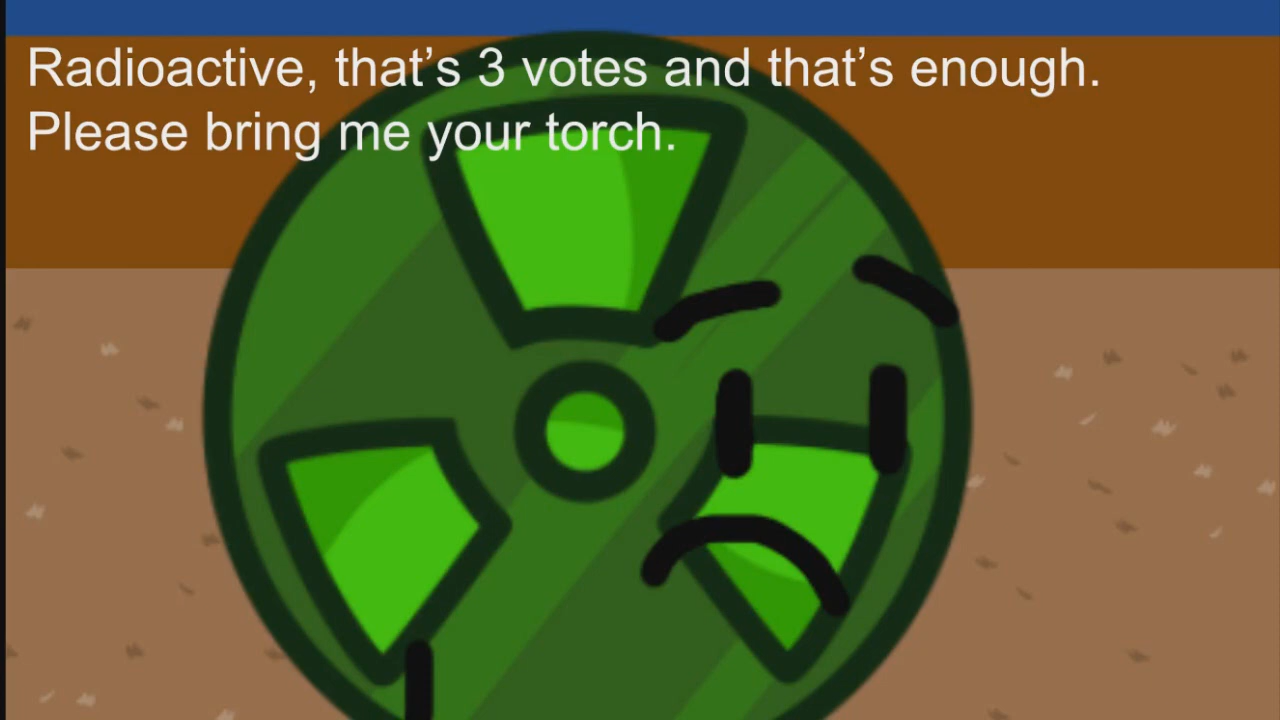 Radioactive, that’s 3 votes and that’s enough.
Please bring me your torch.